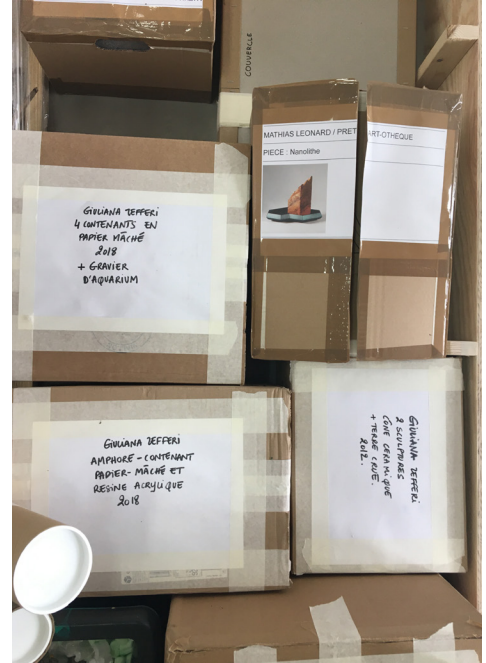 COUVERCLE
MATHIAS LEONARD / PRET ART-OTHEQUE
PIECE : Nanolithe
GIULIANA ZEFFERI
4 CONTENANTS EN
PAPIER MÂCHÉ
2018
+ GRAVIER
D'AQUARIUM
GIULIANA ZEFFERI
AMPHORE - CONTENANT
PAPIER-MÂCHÉ ET
RESINE ACRYLIQUE
2018
GIULIANA ZEFFERI
2 SCULPTURES
CÔNE CERAMIQUE
+ TERRE CRUE.
2012.